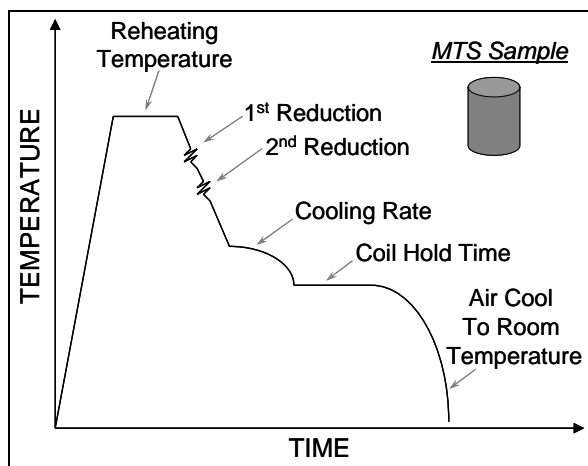 Reheating
Temperature
MTS Sample
1st Reduction
2nd Reduction
Cooling Rate
Coil Hold Time
Air Cool
To Room
Temperature
TEMPERATURE
TIME